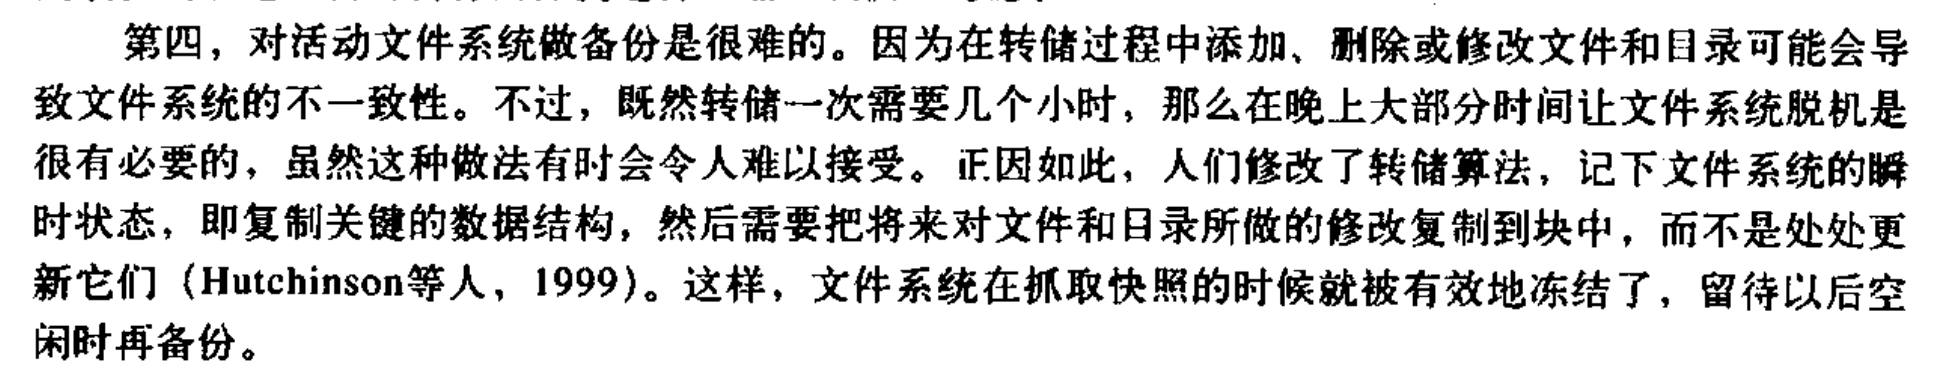 第四，对活动文件系统做备份是很难的。因为在转储过程中添加、删除或修改文件和目录可能会导
致文件系统的不一致性。不过，既然转储一次需要几个小时，那么在晚上大部分时间让文件系统脱机是
很有必要的，虽然这种做法有时会令人难以接受。正因如此，人们修改了转储算法，记下文件系统的瞬
时状态，即复制关键的数据结构，然后需要把将来对文件和目录所做的修改复制到块中，而不是处处更
新它们（Hutchinson等人，1999）。这样，文件系统在抓取快照的时候就被有效地冻结了，留待以后空
闲时再备份。